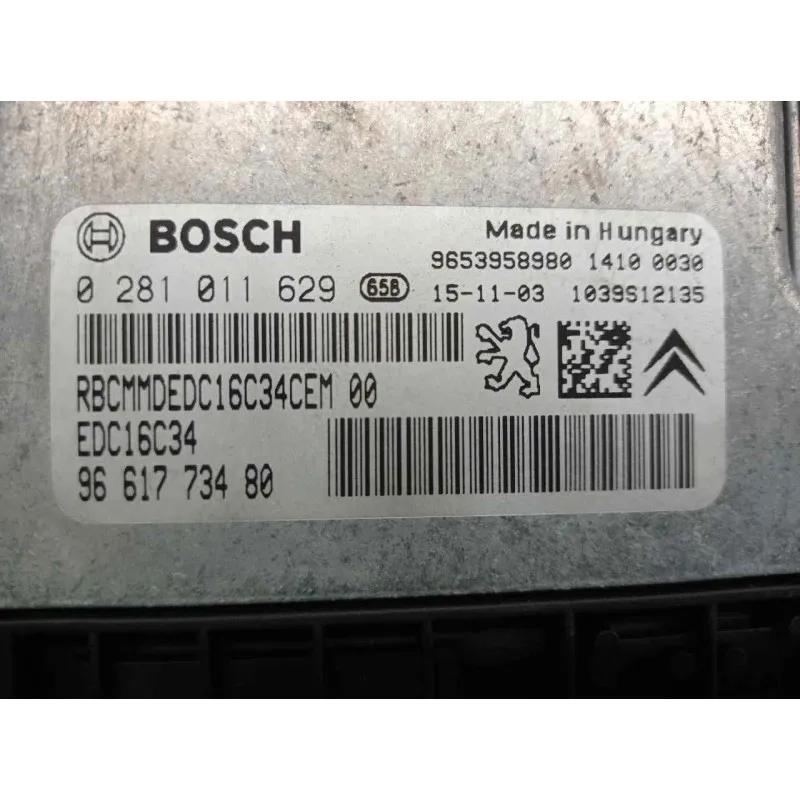 BOSCH
Made in Hungary
9653958980 1410 0030
0 281 011 629 65B 15-11-03 1039S12135
RBCMMDEDC16C34CEM 00
EDC16C34
96 617 734 80